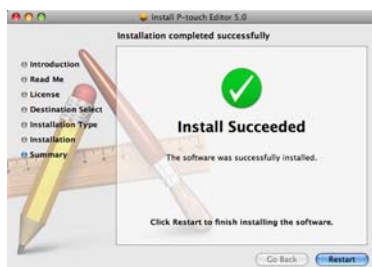 Install P-touch Editor 5.0
Installation completed successfully
Introduction
Read Me
License
Destination Select
Installation Type
Installation
Summary
Install Succeeded
The software was successfully installed.
Click Restart to finish installing the software.
Go Back
Restart